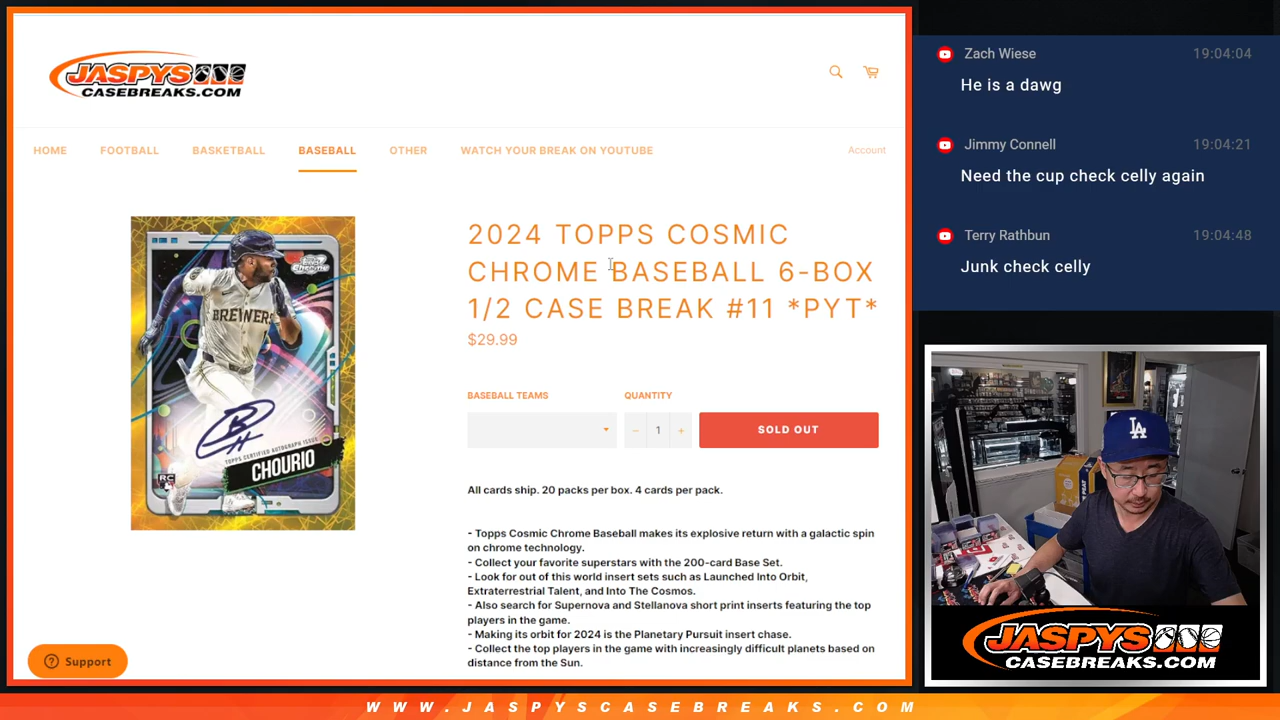 JASPYS
CASEBREAKS.COM
HOME FOOTBALL BASKETBALL BASEBALL OTHER WATCH YOUR BREAK ON YOUTUBE Account
BREWERS
TOPPS CERTIFIED AUTOGRAPH ISSUE
CHOURIO
RC
2024 TOPPS COSMIC
CHROME BASEBALL 6-BOX
1/2 CASE BREAK #11 *PYT*
$29.99
BASEBALL TEAMS QUANTITY
− 1 + SOLD OUT
All cards ship. 20 packs per box. 4 cards per pack.
- Topps Cosmic Chrome Baseball makes its explosive return with a galactic spin
on chrome technology.
- Collect your favorite superstars with the 200-card Base Set.
- Look for out of this world insert sets such as Launched Into Orbit,
Extraterrestrial Talent, and Into The Cosmos.
- Also search for Supernova and Stellanova short print inserts featuring the top
players in the game.
- Making its orbit for 2024 is the Planetary Pursuit insert chase.
- Collect the top players in the game with increasingly difficult planets based on
distance from the Sun.
Support
Zach Wiese 19:04:04
He is a dawg
Jimmy Connell 19:04:21
Need the cup check celly again
Terry Rathbun 19:04:48
Junk check celly
LA
JASPYS
CASEBREAKS.COM
WWW.JASPYSCASEBREAKS.COM